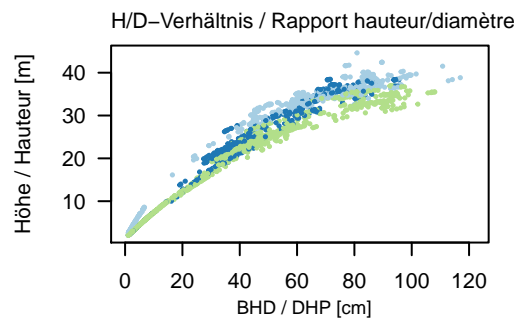 H/D−Verhältnis / Rapport hauteur/diamètre
Höhe / Hauteur [m]
40
30
20
10
0 20 40 60 80 100 120
BHD / DHP [cm]